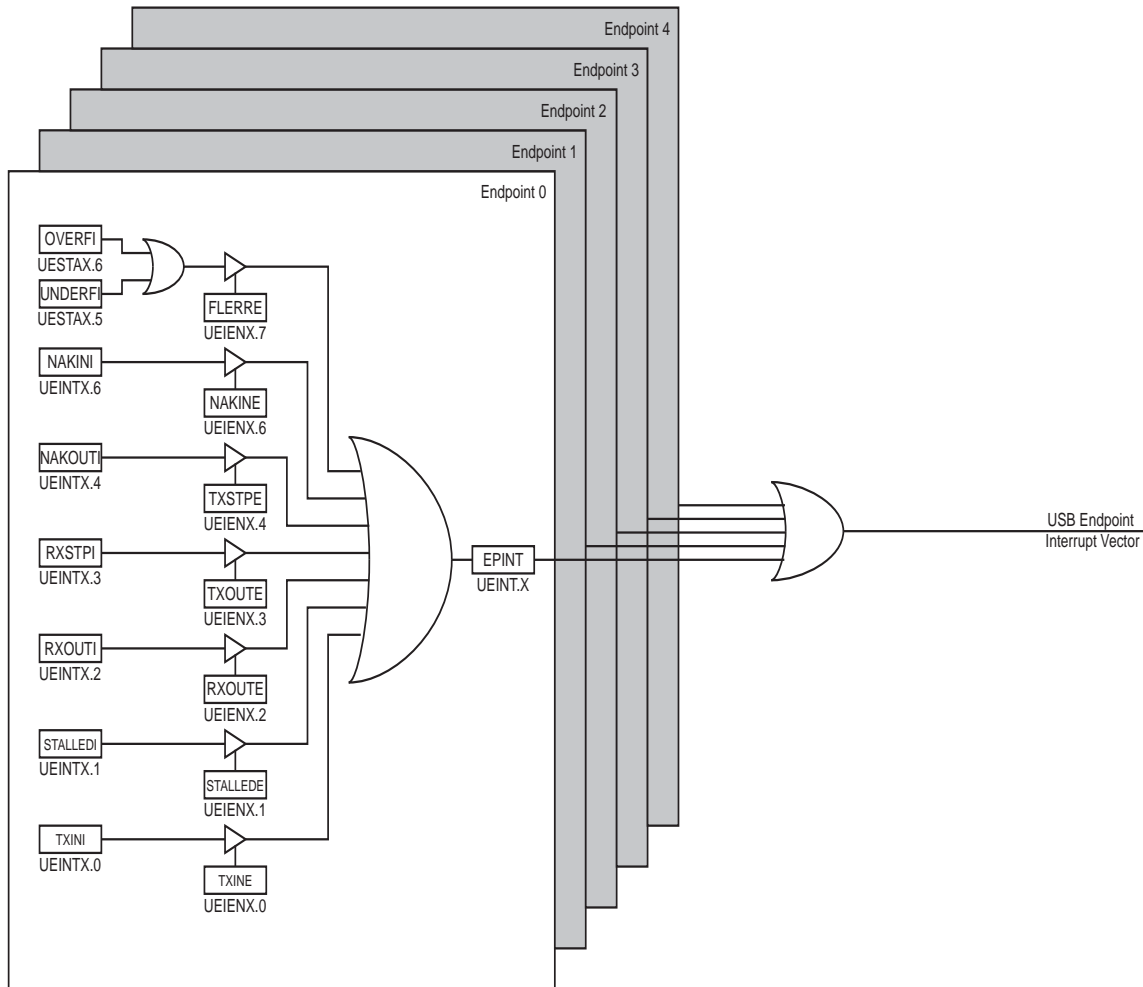 Endpoint 4
Endpoint 3
Endpoint 2
Endpoint 1
Endpoint 0
OVERFI
UESTAX.6
UNDERFI
UESTAX.5
FLERRE
UEIENX.7
NAKINI
UEINTX.6
NAKINE
UEIENX.6
NAKOUTI
UEINTX.4
TXSTPE
UEIENX.4
RXSTPI
UEINTX.3
TXOUTE
UEIENX.3
RXOUTI
UEINTX.2
RXOUTE
UEIENX.2
STALLEDI
UEINTX.1
STALLEDE
UEIENX.1
TXINI
UEINTX.0
TXINE
UEIENX.0
EPINT
UEINT.X
USB Endpoint
Interrupt Vector